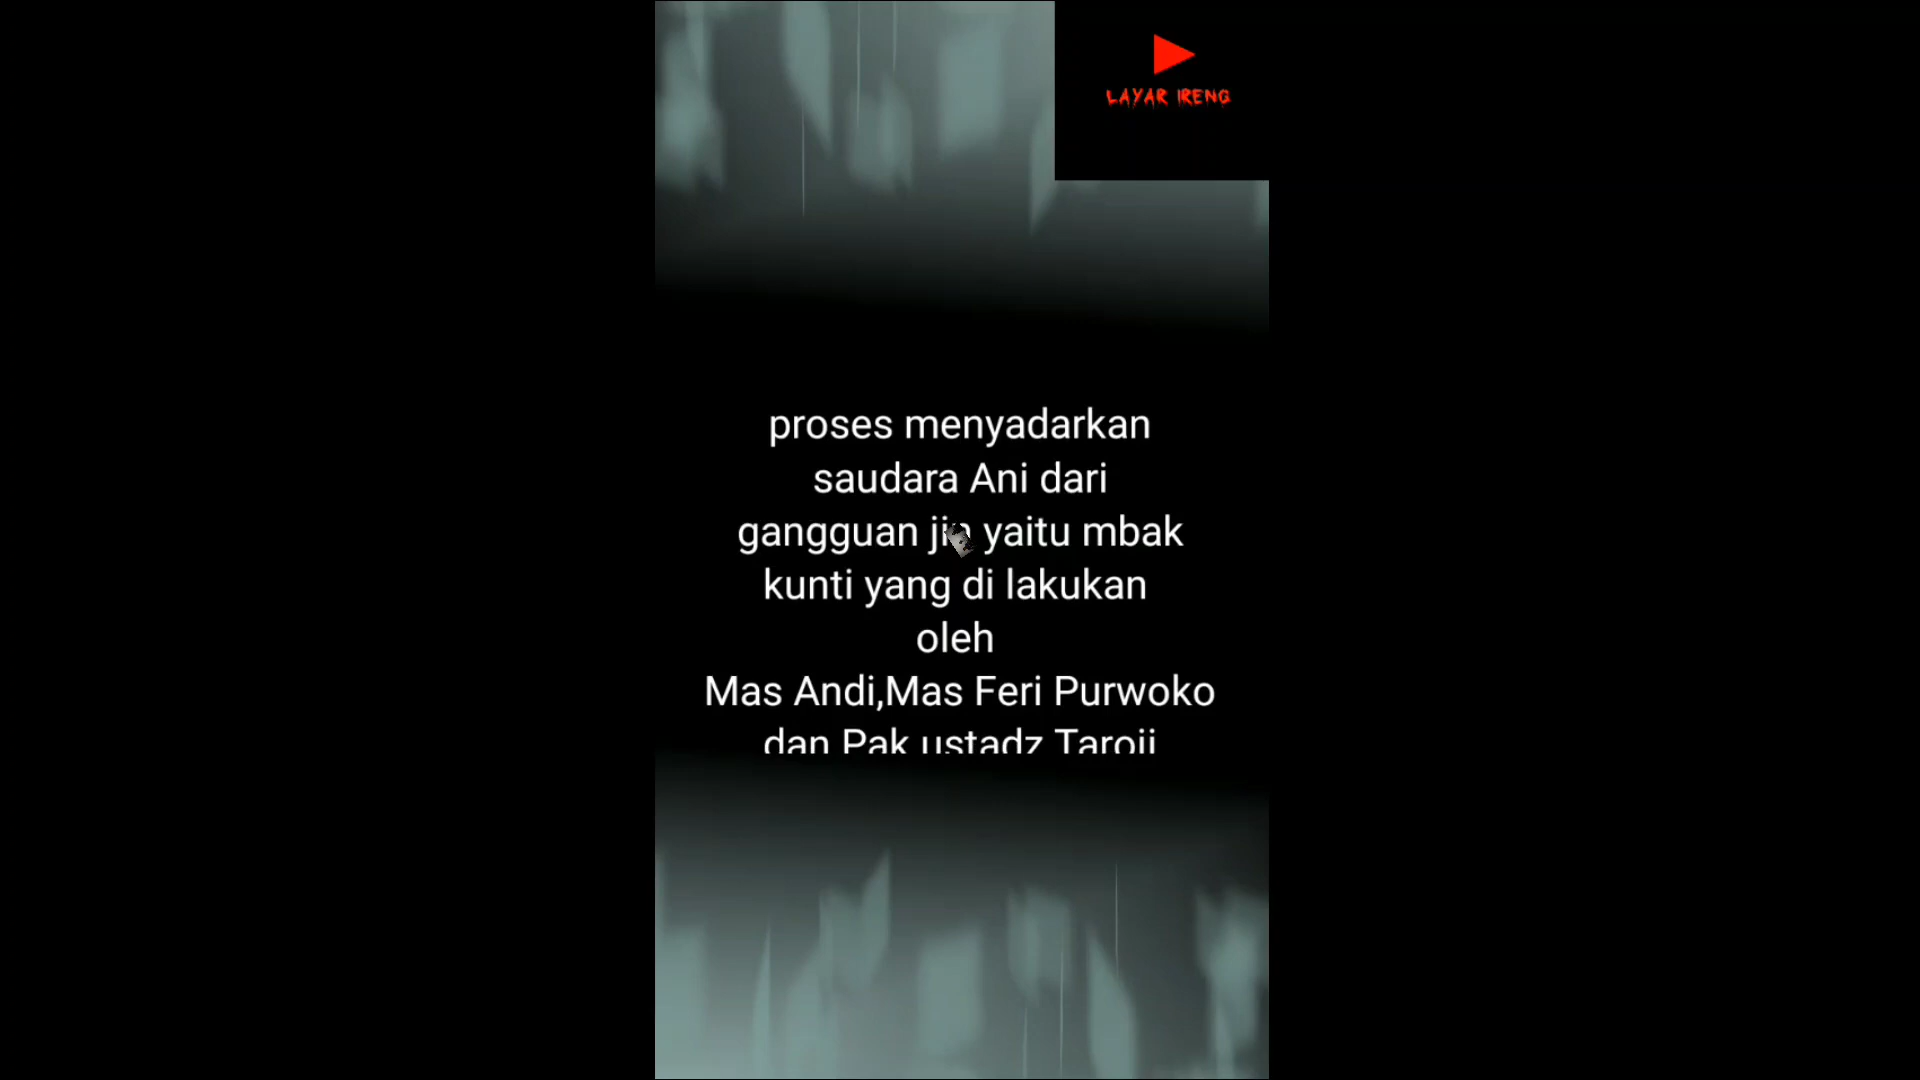 LAYAR IRENG
proses menyadarkan
saudara Ani dari
gangguan jin yaitu mbak
kunti yang di lakukan
oleh
Mas Andi,Mas Feri Purwoko
dan Pak ustadz Taroji